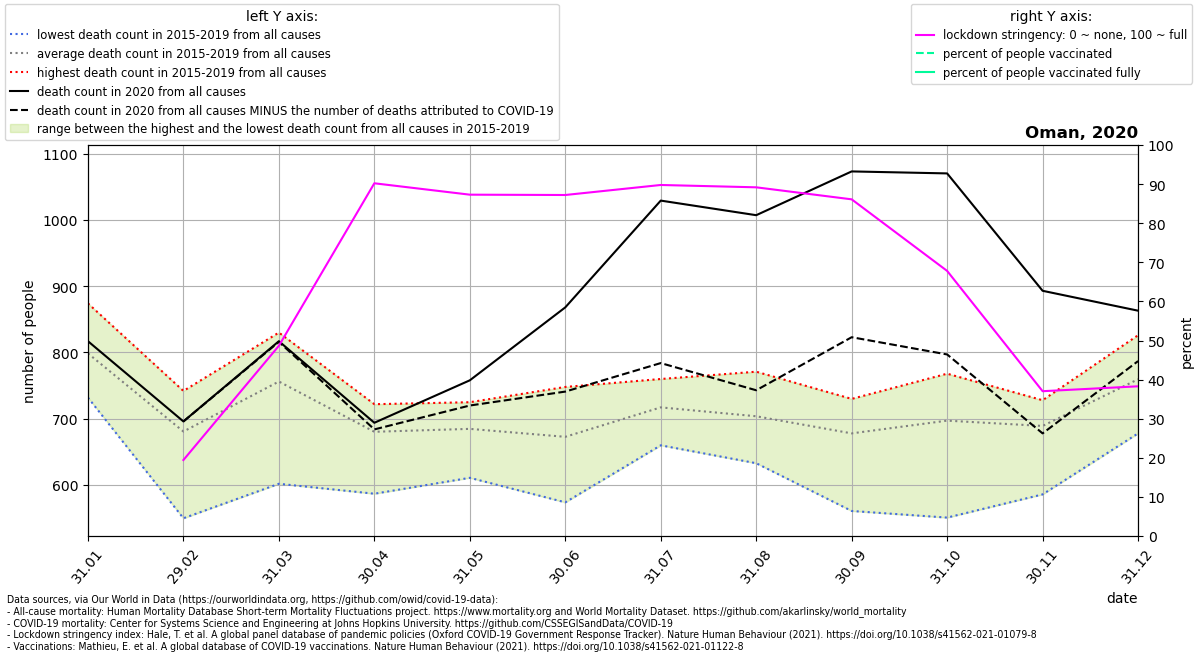 left Y axis:
lowest death count in 2015-2019 from all causes
average death count in 2015-2019 from all causes
highest death count in 2015-2019 from all causes
death count in 2020 from all causes
death count in 2020 from all causes MINUS the number of deaths attributed to COVID-19
range between the highest and the lowest death count from all causes in 2015-2019
right Y axis:
lockdown stringency: 0 ~ none, 100 ~ full
percent of people vaccinated
percent of people vaccinated fully
Oman, 2020
number of people
1100
1000
900
800
700
600
100
90
80
70
60
50
40
30
20
10
0
percent
31.01
29.02
31.03
30.04
31.05
30.06
31.07
31.08
30.09
31.10
30.11
31.12
date
Data sources, via Our World in Data (https://ourworldindata.org, https://github.com/owid/covid-19-data):
- All-cause mortality: Human Mortality Database Short-term Mortality Fluctuations project. https://www.mortality.org and World Mortality Dataset. https://github.com/akarlinsky/world_mortality
- COVID-19 mortality: Center for Systems Science and Engineering at Johns Hopkins University. https://github.com/CSSEGISandData/COVID-19
- Lockdown stringency index: Hale, T. et al. A global panel database of pandemic policies (Oxford COVID-19 Government Response Tracker). Nature Human Behaviour (2021). https://doi.org/10.1038/s41562-021-01079-8
- Vaccinations: Mathieu, E. et al. A global database of COVID-19 vaccinations. Nature Human Behaviour (2021). https://doi.org/10.1038/s41562-021-01122-8